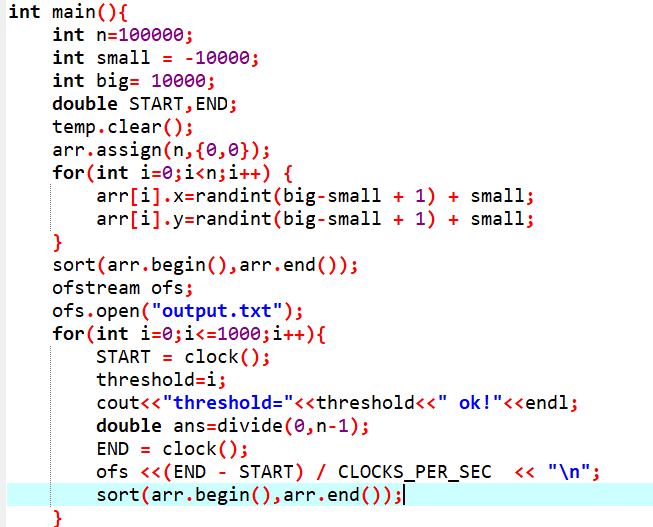 int main(){
    int n=100000;
    int small = -10000;
    int big= 10000;
    double START,END;
    temp.clear();
    arr.assign(n,{0,0});
    for(int i=0;i<n;i++) {
        arr[i].x=randint(big-small + 1) + small;
        arr[i].y=randint(big-small + 1) + small;
    }
    sort(arr.begin(),arr.end());
    ofstream ofs;
    ofs.open("output.txt");
    for(int i=0;i<=1000;i++){
        START = clock();
        threshold=i;
        cout<<"threshold="<<threshold<<" ok!"<<endl;
        double ans=divide(0,n-1);
        END = clock();
        ofs <<(END - START) / CLOCKS_PER_SEC  << "\n";
        sort(arr.begin(),arr.end());
    }